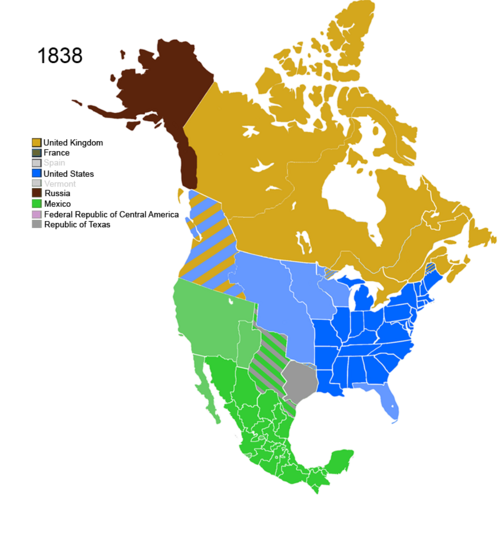 1838
United Kingdom
France
Spain
United States
Vermont
Russia
Mexico
Federal Republic of Central America
Republic of Texas